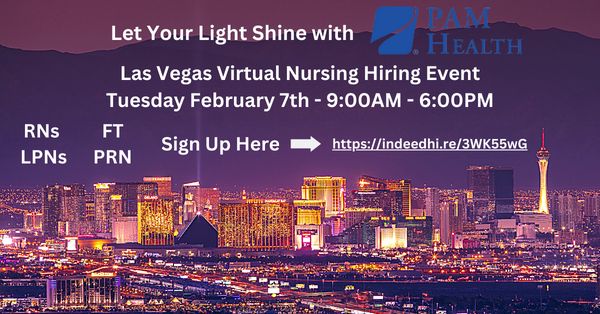 Let Your Light Shine with
PAM
HEALTH®
Las Vegas Virtual Nursing Hiring Event
Tuesday February 7th - 9:00AM - 6:00PM
RNs FT
LPNs PRN
Sign Up Here
https://indeedhi.re/3WK55wG